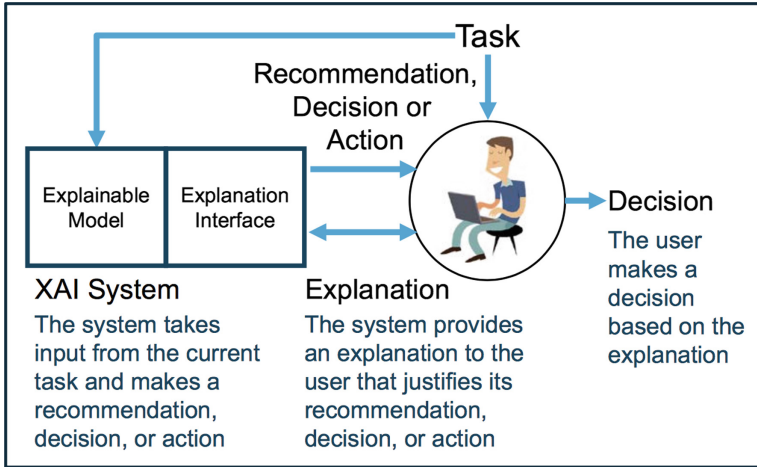 Task
Recommendation,
Decision or
Action
Explainable
Model
Explanation
Interface
Decision
The user
makes a
decision
based on the
explanation
XAI System
The system takes
input from the current
task and makes a
recommendation,
decision, or action
Explanation
The system provides
an explanation to the
user that justifies its
recommendation,
decision, or action